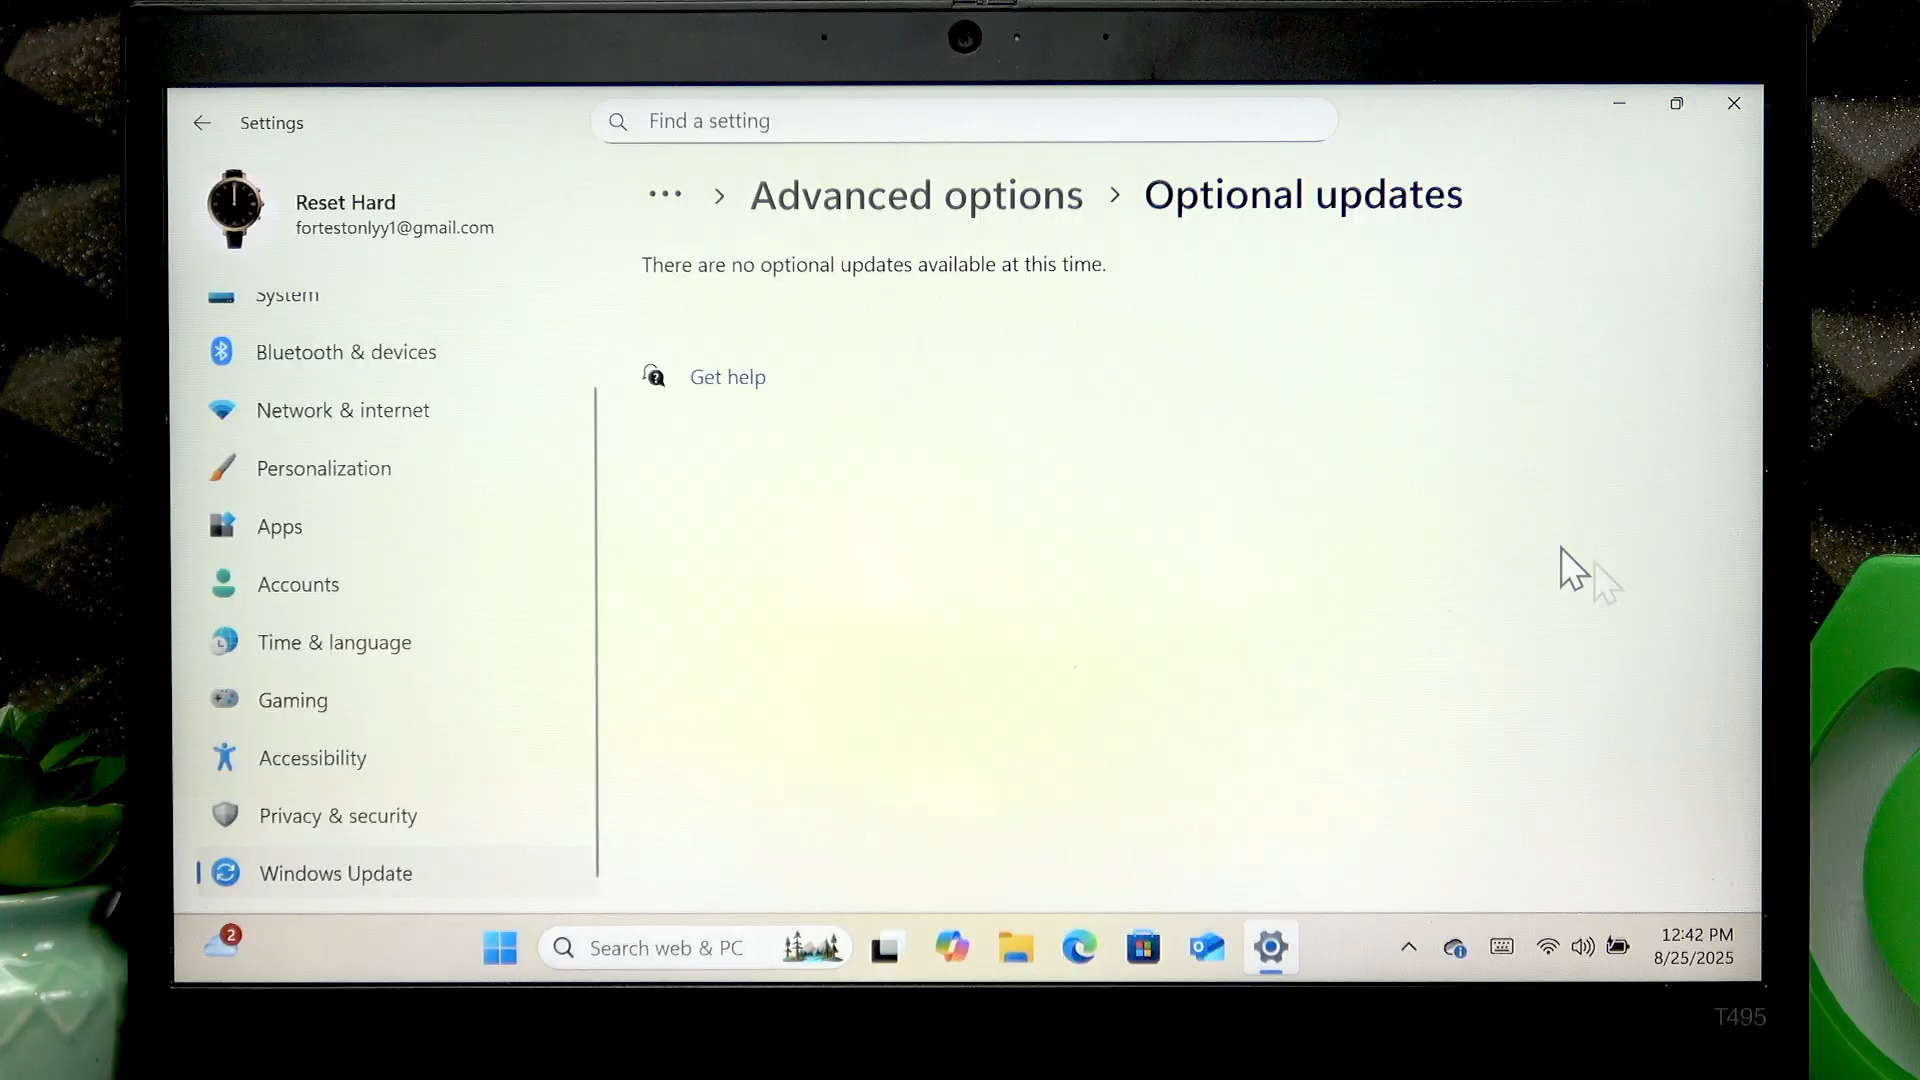 Settings
Find a setting
Reset Hard
fortestonlyy1@gmail.com
··· > Advanced options > Optional updates
There are no optional updates available at this time.
Get help
System
Bluetooth & devices
Network & internet
Personalization
Apps
Accounts
Time & language
Gaming
Accessibility
Privacy & security
Windows Update
2
Search web & PC
12:42 PM
8/25/2025
T495